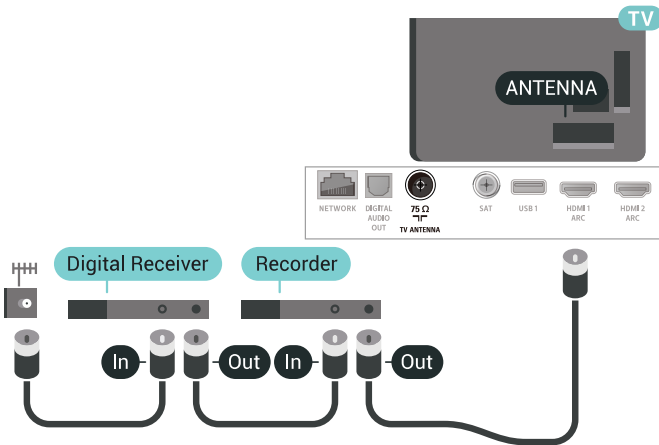 TV
ANTENNA
NETWORK
DIGITAL
AUDIO
OUT
75 Ω
TV ANTENNA
SAT
USB 1
HDMI 1
ARC
HDMI 2
ARC
Digital Receiver
Recorder
In
Out
In
Out